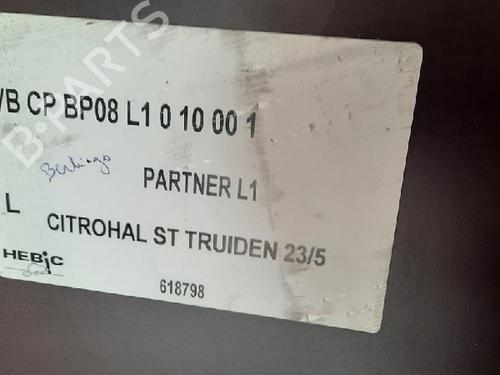 B-PARTS
/B CP BP08 L1 0 10 00 1
Berlingo
PARTNER L1
L
CITROHAL ST TRUIDEN 23/5
HEBIC
618798